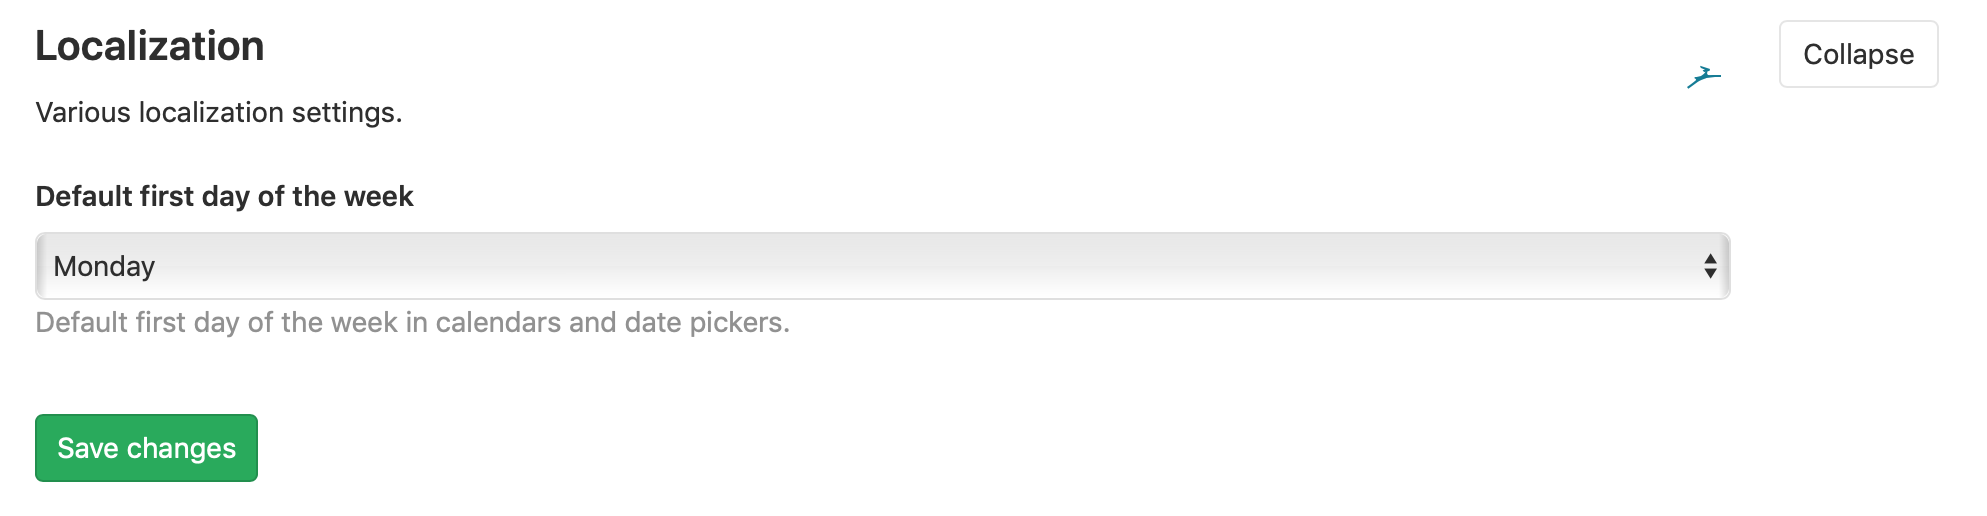 Localization
Collapse
Various localization settings.
Default first day of the week
Monday
Default first day of the week in calendars and date pickers.
Save changes